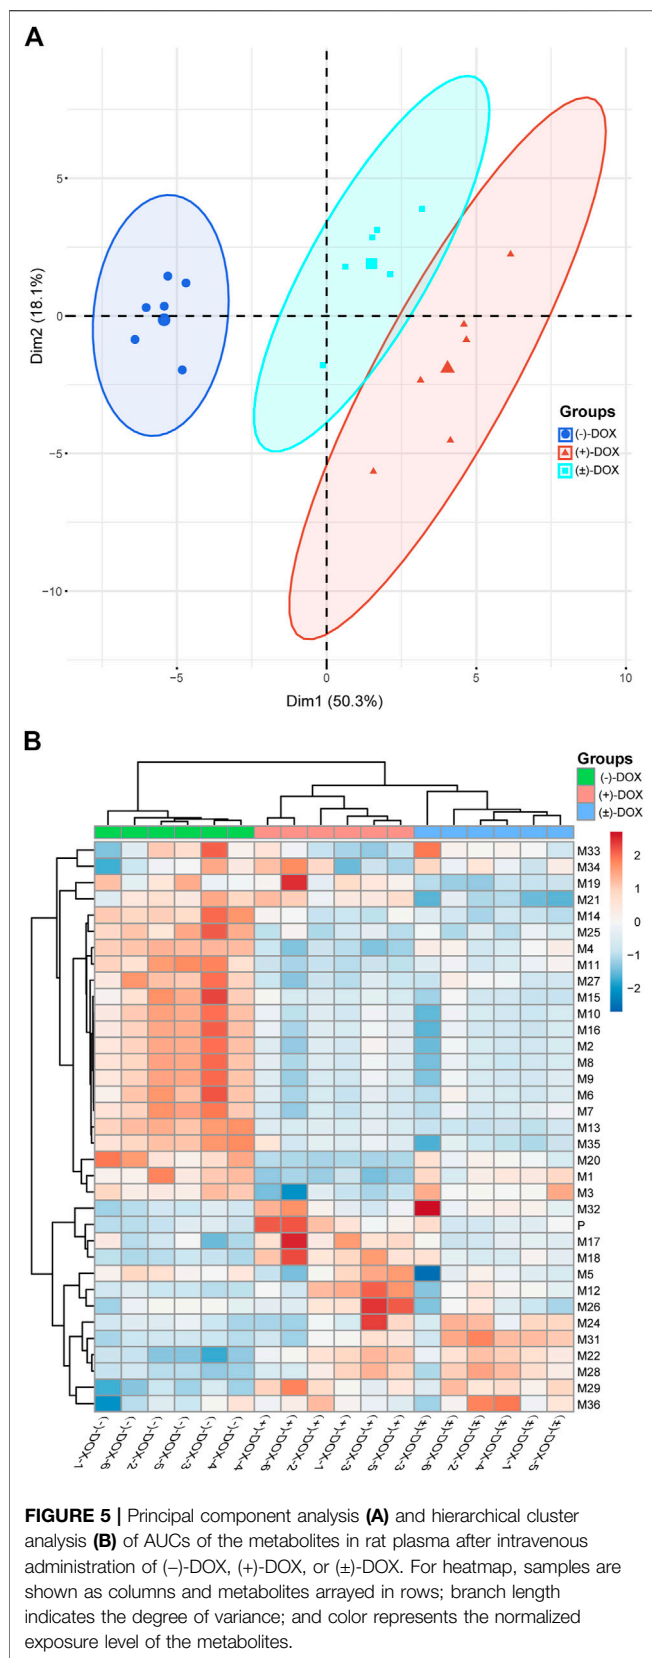 A
5
0
−5
−10
Dim2 (18.1%)
−5
0
5
10
Dim1 (50.3%)
Groups
(-)-DOX
(+)-DOX
(±)-DOX
B
Groups
(-)-DOX
(+)-DOX
(±)-DOX
2
1
0
−1
−2
M33
M34
M19
M21
M14
M25
M4
M11
M27
M15
M10
M16
M2
M8
M9
M6
M7
M13
M35
M20
M1
M3
M32
P
M17
M18
M5
M12
M26
M24
M31
M22
M28
M29
M36
(-)-DOX-1
(-)-DOX-6
(-)-DOX-2
(-)-DOX-5
(-)-DOX-3
(-)-DOX-4
(+)-DOX-6
(+)-DOX-2
(+)-DOX-1
(+)-DOX-3
(+)-DOX-5
(+)-DOX-3
(±)-DOX-6
(±)-DOX-2
(±)-DOX-4
(±)-DOX-1
(±)-DOX-5
FIGURE 5 | Principal component analysis (A) and hierarchical cluster
analysis (B) of AUCs of the metabolites in rat plasma after intravenous
administration of (−)-DOX, (+)-DOX, or (±)-DOX. For heatmap, samples are
shown as columns and metabolites arrayed in rows; branch length
indicates the degree of variance; and color represents the normalized
exposure level of the metabolites.